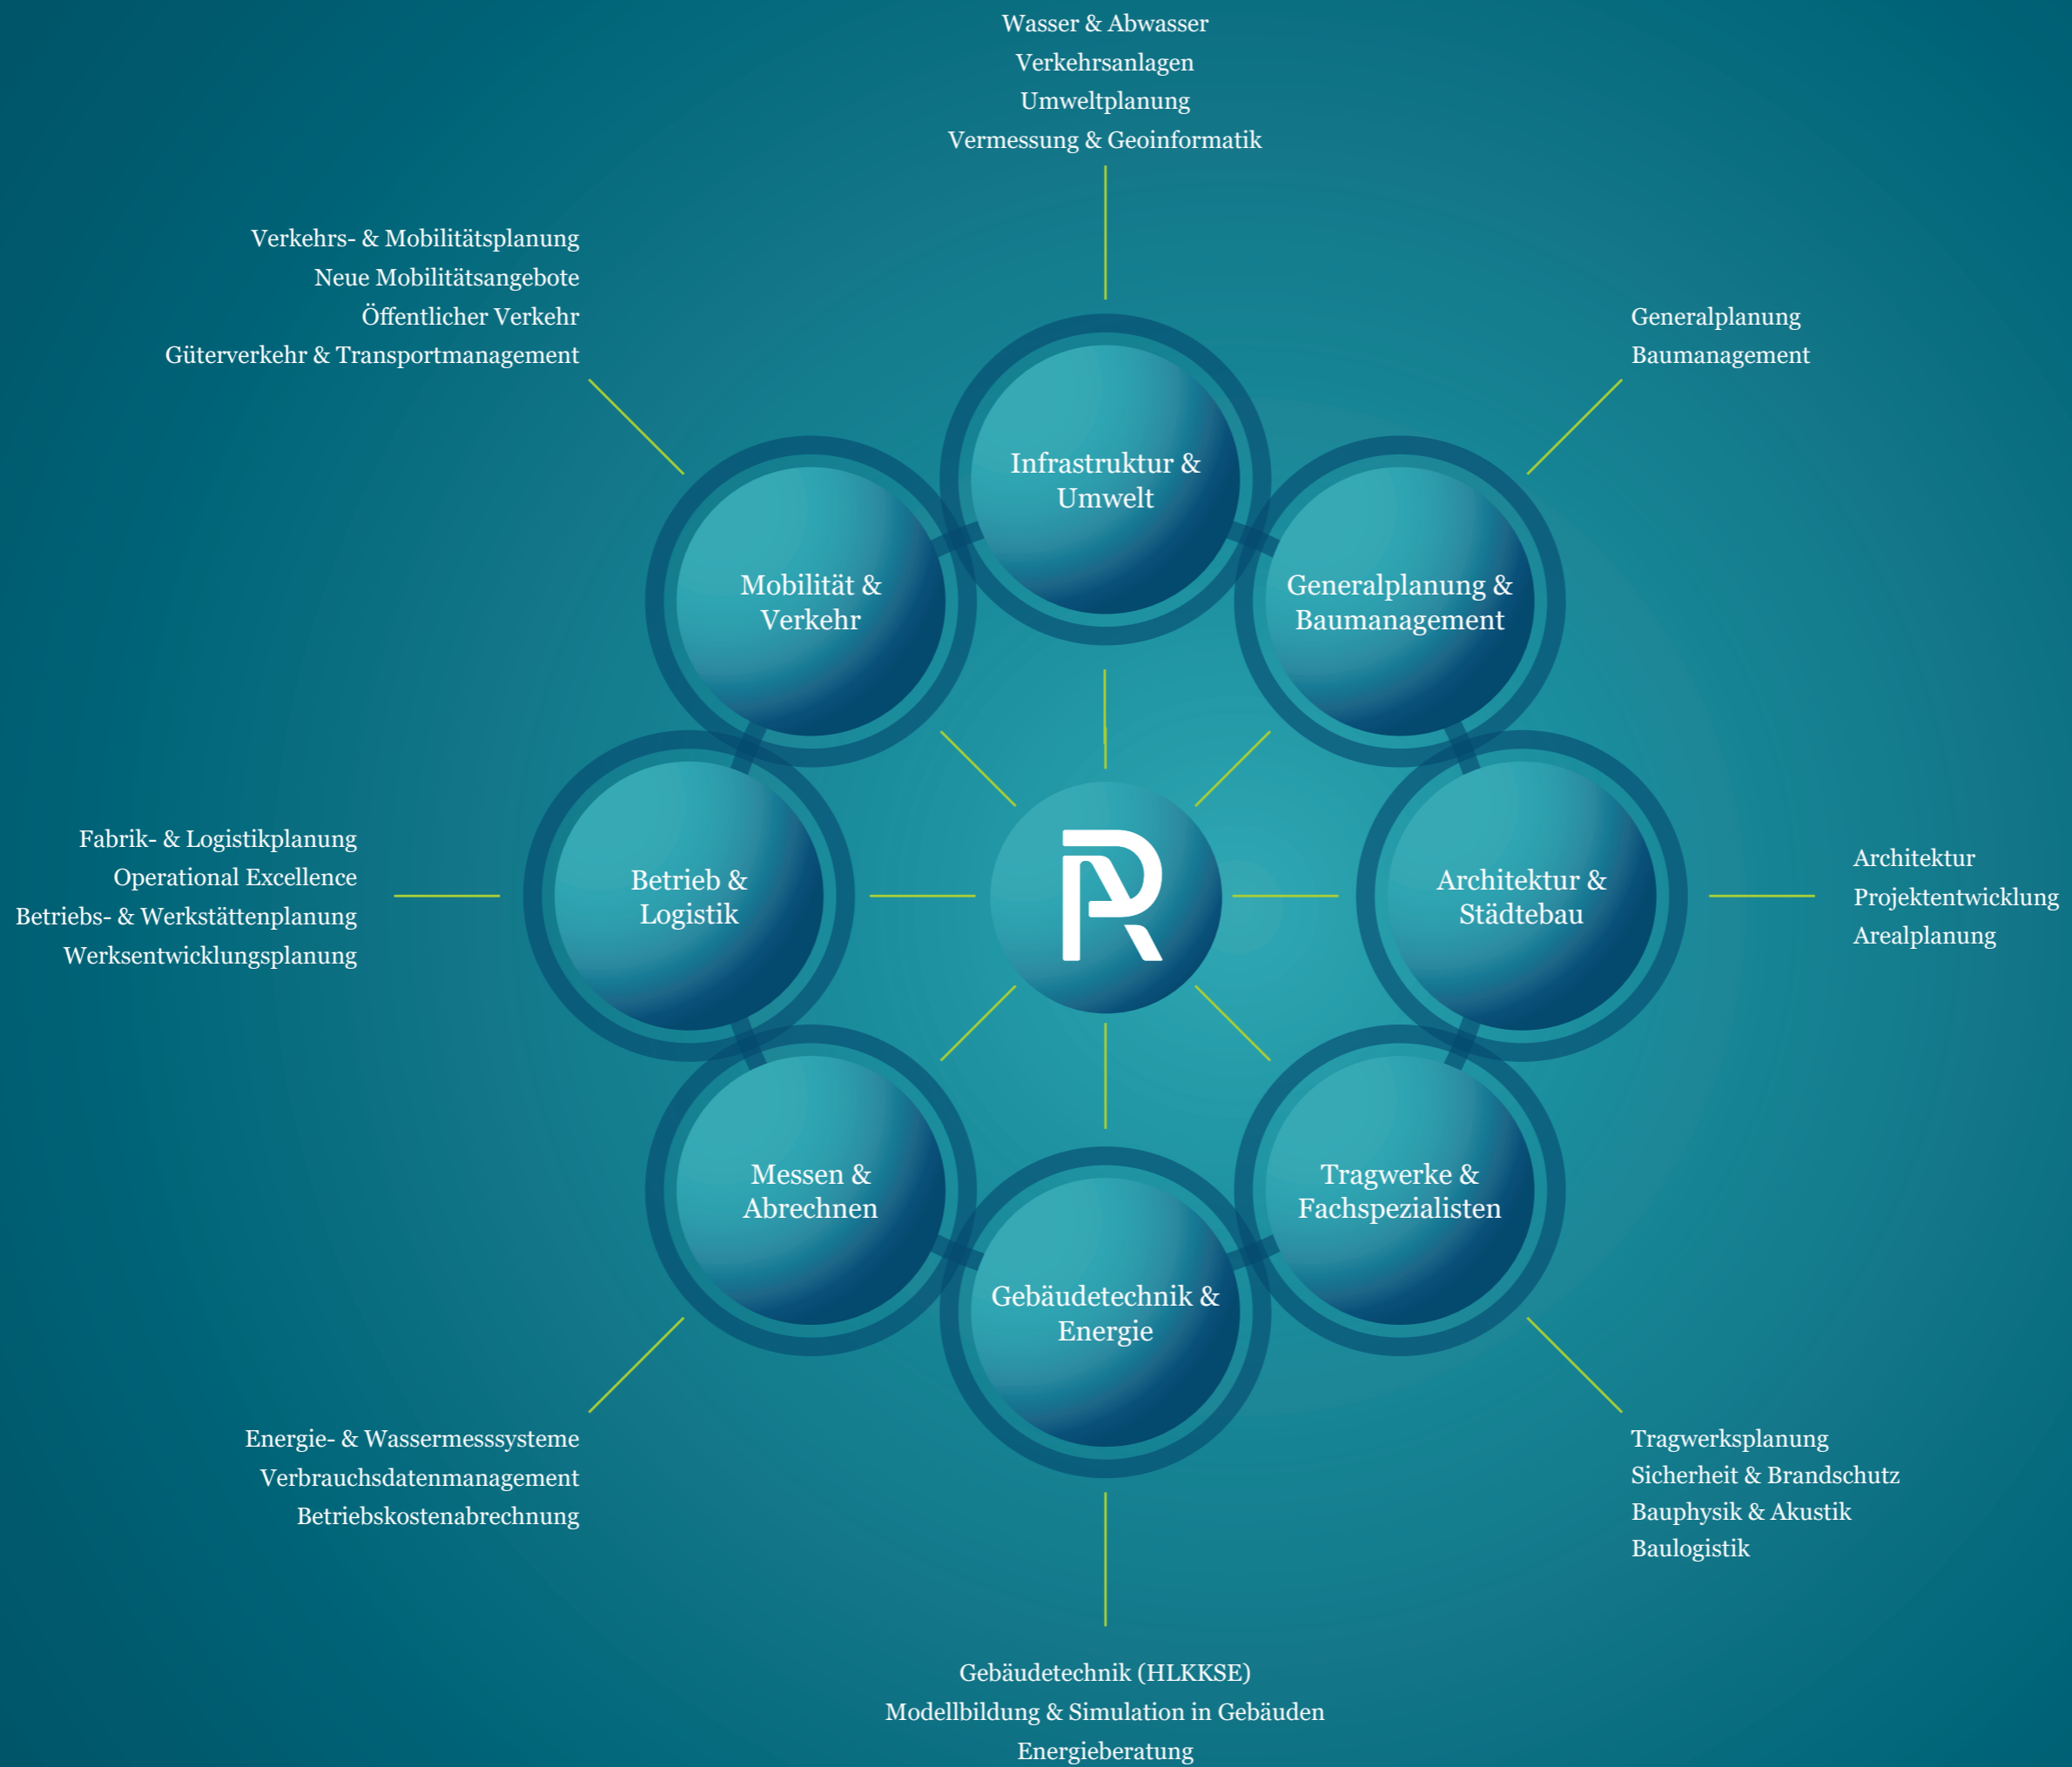 Wasser & Abwasser
Verkehrsanlagen
Umweltplanung
Vermessung & Geoinformatik
Verkehrs- & Mobilitätsplanung
Neue Mobilitätsangebote
Öffentlicher Verkehr
Güterverkehr & Transportmanagement
Generalplanung
Baumanagement
Infrastruktur &
Umwelt
Mobilität &
Verkehr
Generalplanung &
Baumanagement
Fabrik- & Logistikplanung
Operational Excellence
Betriebs- & Werkstättenplanung
Werksentwicklungsplanung
Betrieb &
Logistik
R
Architektur &
Städtebau
Architektur
Projektentwicklung
Arealplanung
Messen &
Abrechnen
Tragwerke &
Fachspezialisten
Gebäudetechnik &
Energie
Energie- & Wassermesssysteme
Verbrauchsdatenmanagement
Betriebskostenabrechnung
Tragwerksplanung
Sicherheit & Brandschutz
Bauphysik & Akustik
Baulogistik
Gebäudetechnik (HLKKSE)
Modellbildung & Simulation in Gebäuden
Energieberatung